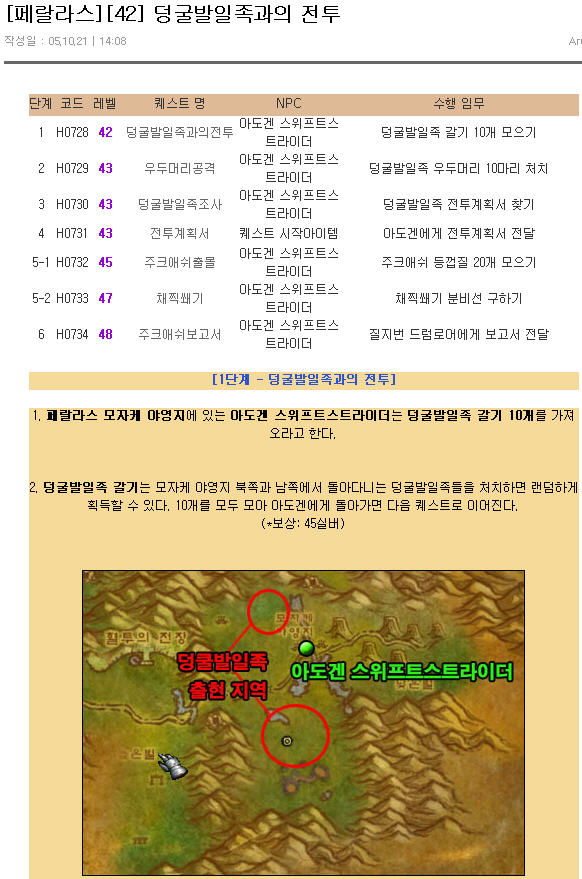 [페랄라스][42] 덩굴발일족과의 전투
작성일 : 05,10,21 | 14:08
단계 코드 레벨 퀘스트 명 NPC 수행 임무
1 H0728 42 덩굴발일족과의전투 아도겐 스위프트스트라이더 덩굴발일족 갈기 10개 모으기
2 H0729 43 우두머리공격 아도겐 스위프트스트라이더 덩굴발일족 우두머리 10마리 처치
3 H0730 43 덩굴발일족조사 아도겐 스위프트스트라이더 덩굴발일족 전투계획서 찾기
4 H0731 43 전투계획서 퀘스트 시작아이템 아도겐에게 전투계획서 전달
5-1 H0732 45 주크애쉬출몰 아도겐 스위프트스트라이더 주크애쉬 등껍질 20개 모으기
5-2 H0733 47 채찍쐐기 아도겐 스위프트스트라이더 채찍쐐기 분비선 구하기
6 H0734 48 주크애쉬보고서 아도겐 스위프트스트라이더 질지번 드럼로어에게 보고서 전달
[1단계 - 덩굴발일족과의 전투]
1. 페랄라스 모자케 야영지에 있는 아도겐 스위프트스트라이더는 덩굴발일족 갈기 10개를 가져
오라고 한다.
2. 덩굴발일족 갈기는 모자케 야영지 북쪽과 남쪽에서 돌아다니는 덩굴발일족들을 처치하면 랜덤하게
획득할 수 있다. 10개를 모두 모아 아도겐에게 돌아가면 다음 퀘스트로 이어진다.
(*보상: 45실버)
모자케
야영지
혈투의 전장
덩쿨발일족
출현 지역
아도겐 스위프트스트라이더